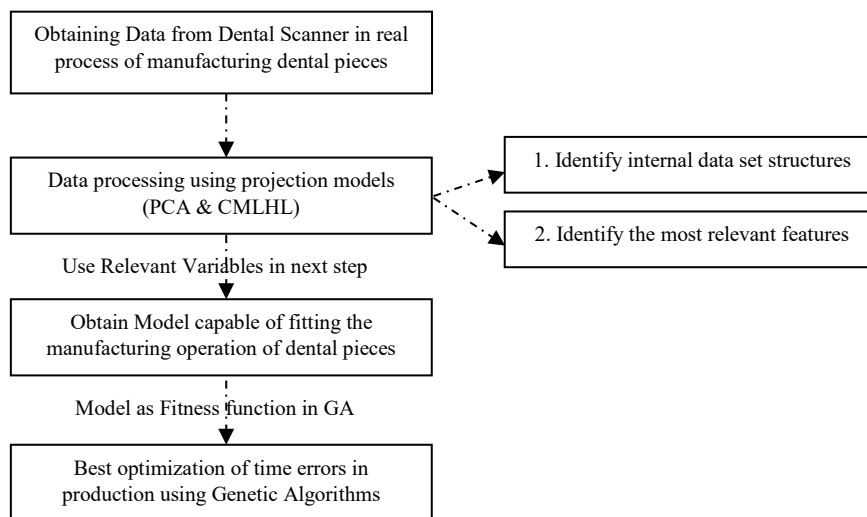 Obtaining Data from Dental Scanner in real
process of manufacturing dental pieces
Data processing using projection models
(PCA & CMLHL)
1. Identify internal data set structures
2. Identify the most relevant features
Use Relevant Variables in next step
Obtain Model capable of fitting the
manufacturing operation of dental pieces
Model as Fitness function in GA
Best optimization of time errors in
production using Genetic Algorithms